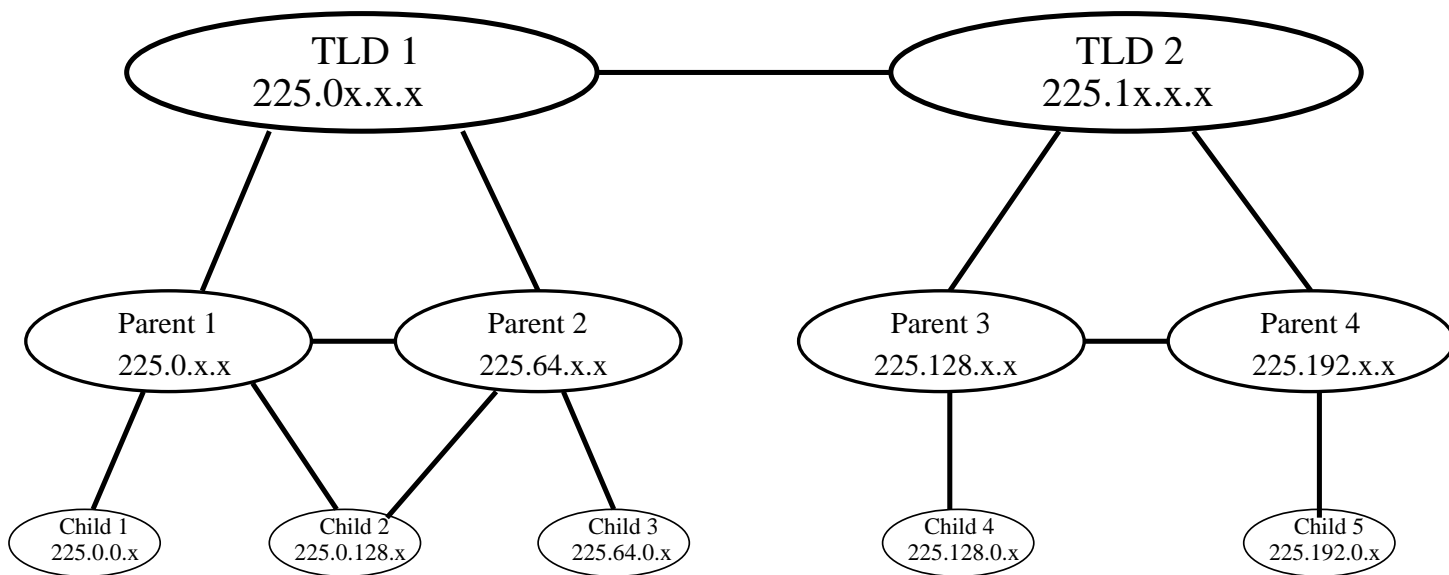 TLD 1
225.0x.x.x
TLD 2
225.1x.x.x
Parent 1
225.0.x.x
Parent 2
225.64.x.x
Parent 3
225.128.x.x
Parent 4
225.192.x.x
Child 1
225.0.0.x
Child 2
225.0.128.x
Child 3
225.64.0.x
Child 4
225.128.0.x
Child 5
225.192.0.x